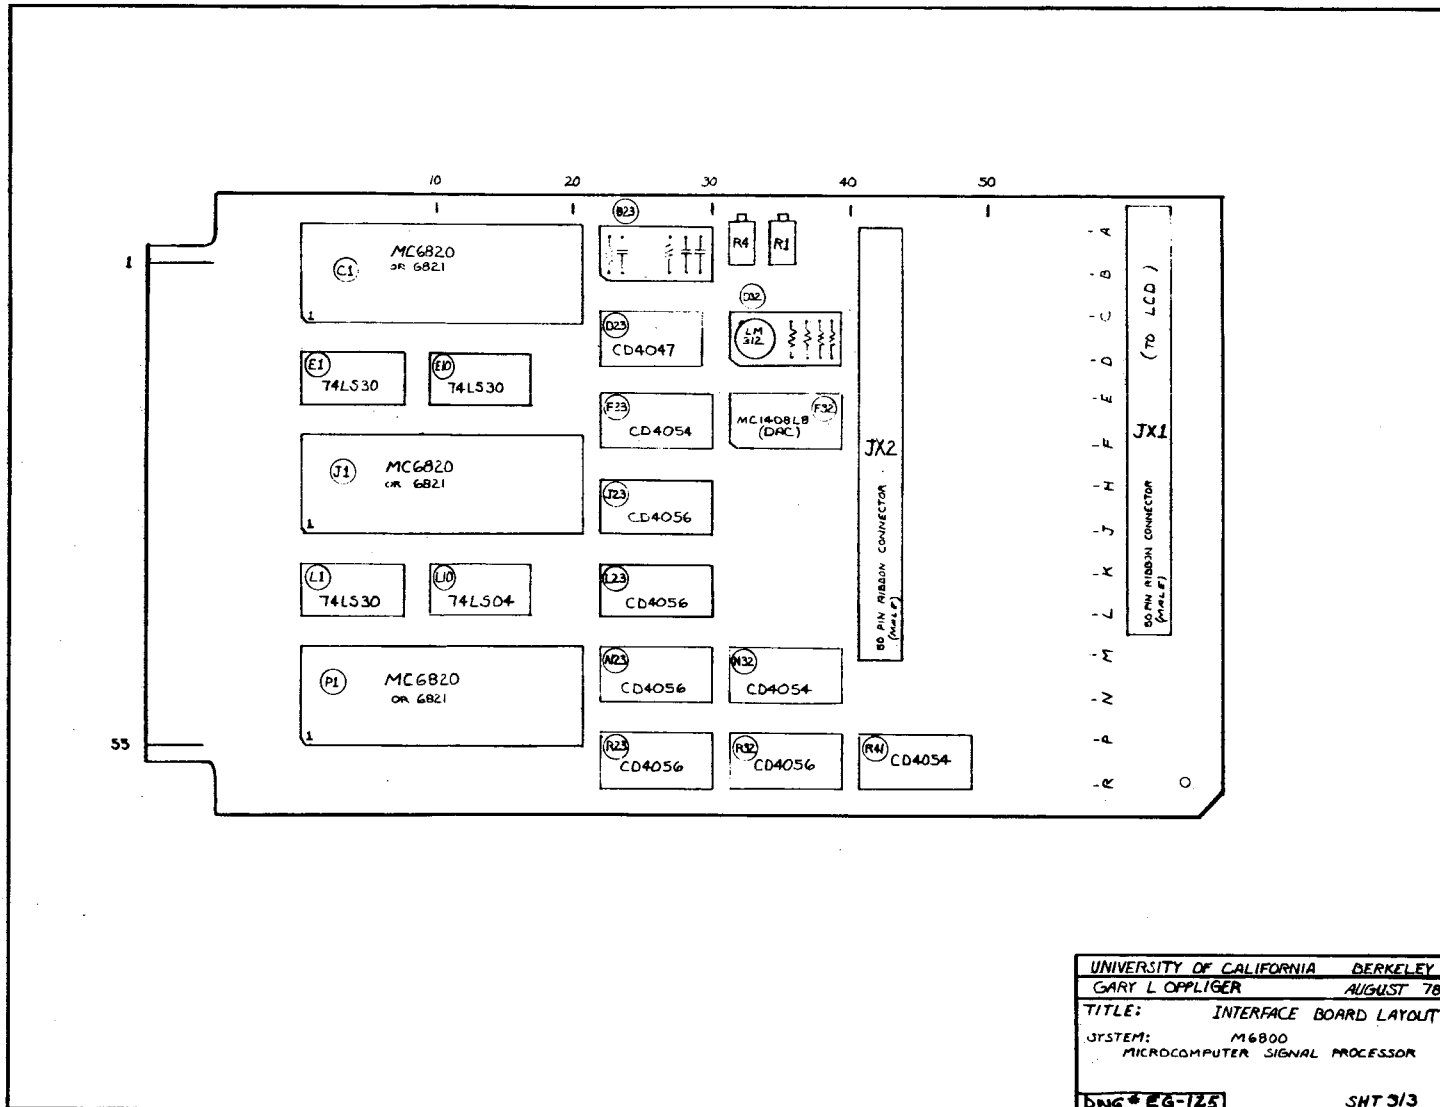 10 20 30 40 50
1
55
B23
R4 R1
C1 MC6820
OR 6821
1
D23
CD4047
D32
LM
312
E1
74LS30
E10
74LS30
F23
CD4054
MC1408L8 F32
(DAC)
J1 MC6820
OR 6821
1
J23
CD4056
L1
74LS30
L10
74LS04
L23
CD4056
P1 MC6820
OR 6821
1
N23
CD4056
N32
CD4054
R23
CD4056
R32
CD4056
R41 CD4054
JX2
50 PIN RIBBON CONNECTOR
(MALE)
- A
- B
- C
- D
- E
- F
- H
- J
- K
- L
- M
- N
- P
- R
(TO LCD)
JX1
50 PIN RIBBON CONNECTOR
(MALE)
UNIVERSITY OF CALIFORNIA BERKELEY
GARY L OPPLIGER AUGUST 78
TITLE: INTERFACE BOARD LAYOUT
SYSTEM: M6800
MICROCOMPUTER SIGNAL PROCESSOR
DWG # EG-125 SHT 3/3